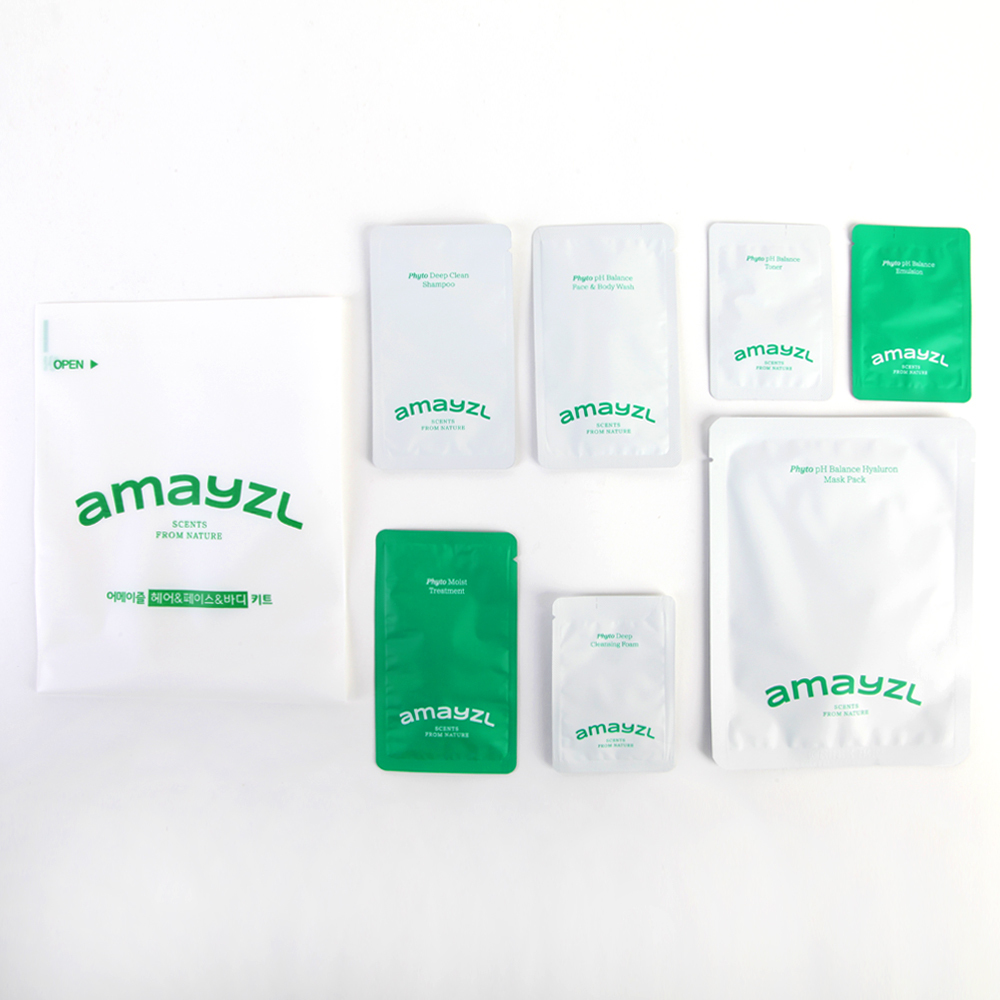 OPEN ▶
amayzl
SCENTS
FROM NATURE
어메이즐 헤어&페이스&바디 키트
Phyto Deep Clean
Shampoo
amayzl
SCENTS
FROM NATURE
Phyto pH Balance
Face & Body Wash
amayzl
SCENTS
FROM NATURE
Phyto pH Balance
Toner
amayzl
SCENTS
FROM NATURE
Phyto pH Balance
Emulsion
amayzl
SCENTS
FROM NATURE
Phyto Moist
Treatment
amayzl
SCENTS
FROM NATURE
Phyto Deep
Cleansing Foam
amayzl
SCENTS
FROM NATURE
Phyto pH Balance Hyaluron
Mask Pack
amayzl
SCENTS
FROM NATURE